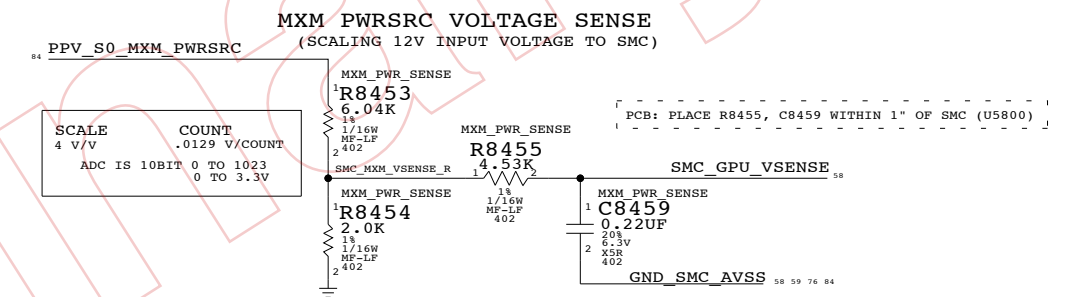 MXM PWRSRC VOLTAGE SENSE
(SCALING 12V INPUT VOLTAGE TO SMC)
84 PPV_S0_MXM_PWRSRC
MXM_PWR_SENSE
1
R8453
6.04K
1%
1/16W
MF-LF
402
2
SCALE COUNT
4 V/V .0129 V/COUNT
ADC IS 10BIT 0 TO 1023
0 TO 3.3V
PCB: PLACE R8455, C8459 WITHIN 1" OF SMC (U5800)
MXM_PWR_SENSE
R8455
4.53K
1 2
1%
1/16W
MF-LF
402
SMC_MXM_VSENSE_R
SMC_GPU_VSENSE 58
MXM_PWR_SENSE
1
R8454
2.0K
1%
1/16W
MF-LF
402
2
MXM_PWR_SENSE
1
C8459
0.22UF
20%
6.3V
X5R
402
2
GND_SMC_AVSS 58 59 76 84